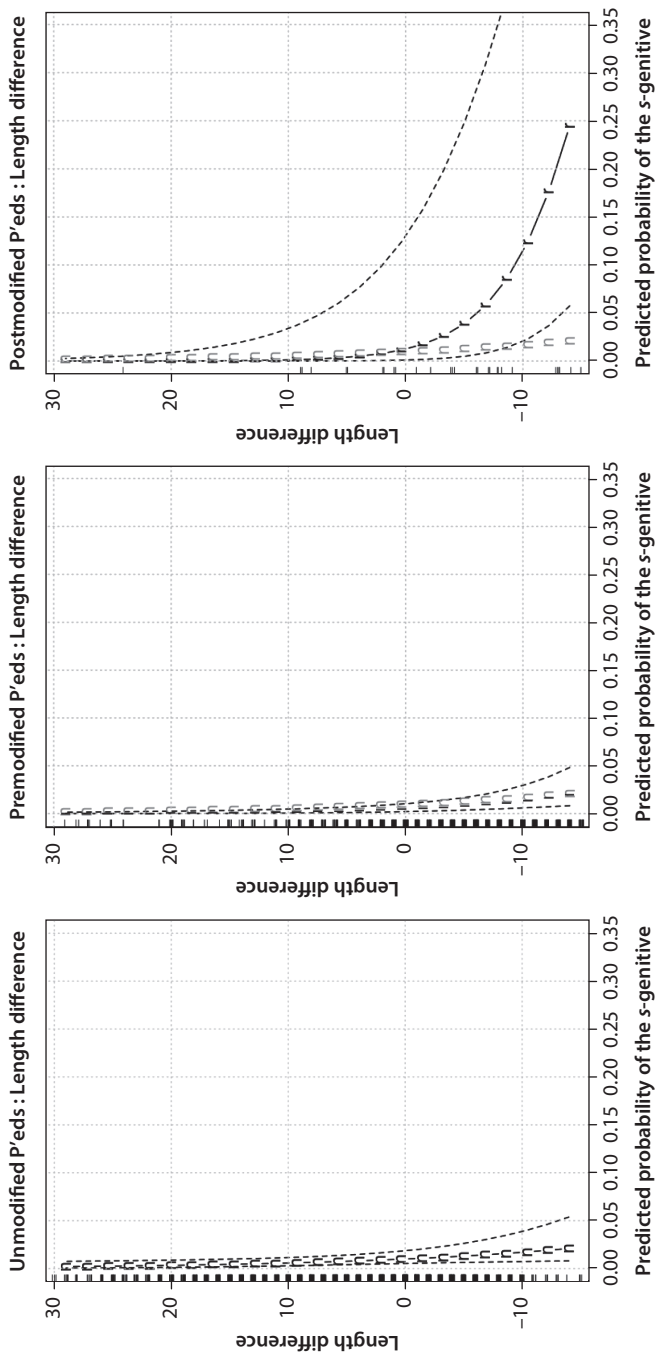 Unmodified P'eds : Length difference
Predicted probability of the s-genitive
0.00 0.05 0.10 0.15 0.20 0.25 0.30 0.35
−10 0 10 20 30
Length difference
Premodified P'eds : Length difference
Predicted probability of the s-genitive
0.00 0.05 0.10 0.15 0.20 0.25 0.30 0.35
−10 0 10 20 30
Length difference
Postmodified P'eds : Length difference
Predicted probability of the s-genitive
0.00 0.05 0.10 0.15 0.20 0.25 0.30 0.35
−10 0 10 20 30
Length difference